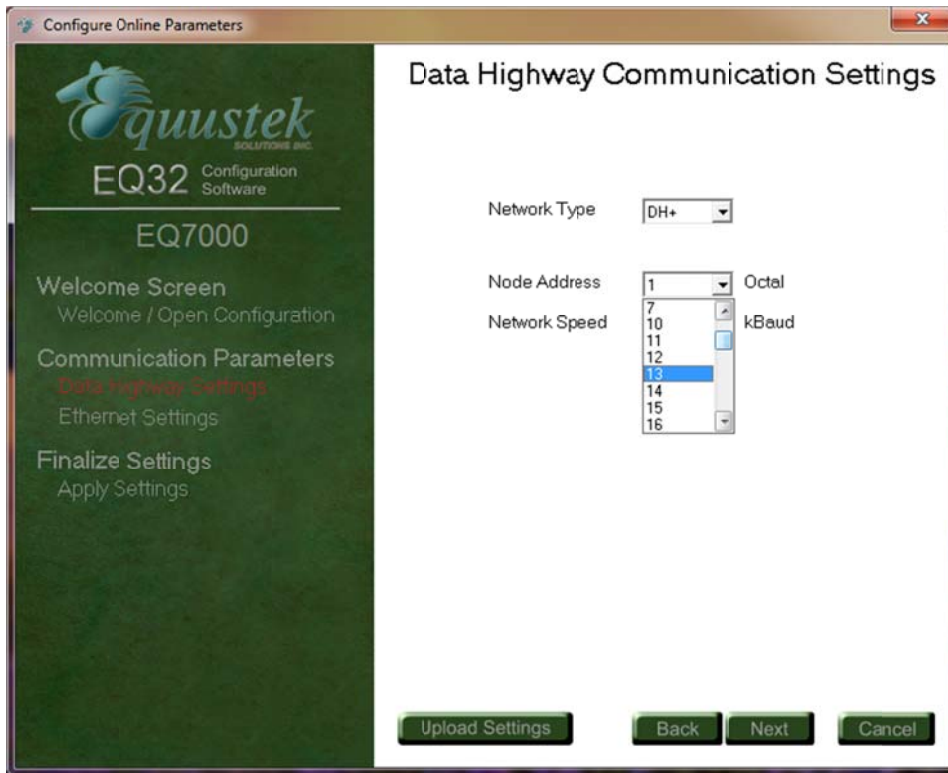 Configure Online Parameters
Equustek
SOLUTIONS INC.
EQ32 Configuration Software
EQ7000
Welcome Screen
Welcome / Open Configuration
Communication Parameters
Data Highway Settings
Ethernet Settings
Finalize Settings
Apply Settings
Data Highway Communication Settings
Network Type DH+
Node Address 1 Octal
Network Speed kBaud
7
10
11
12
13
14
15
16
Upload Settings Back Next Cancel